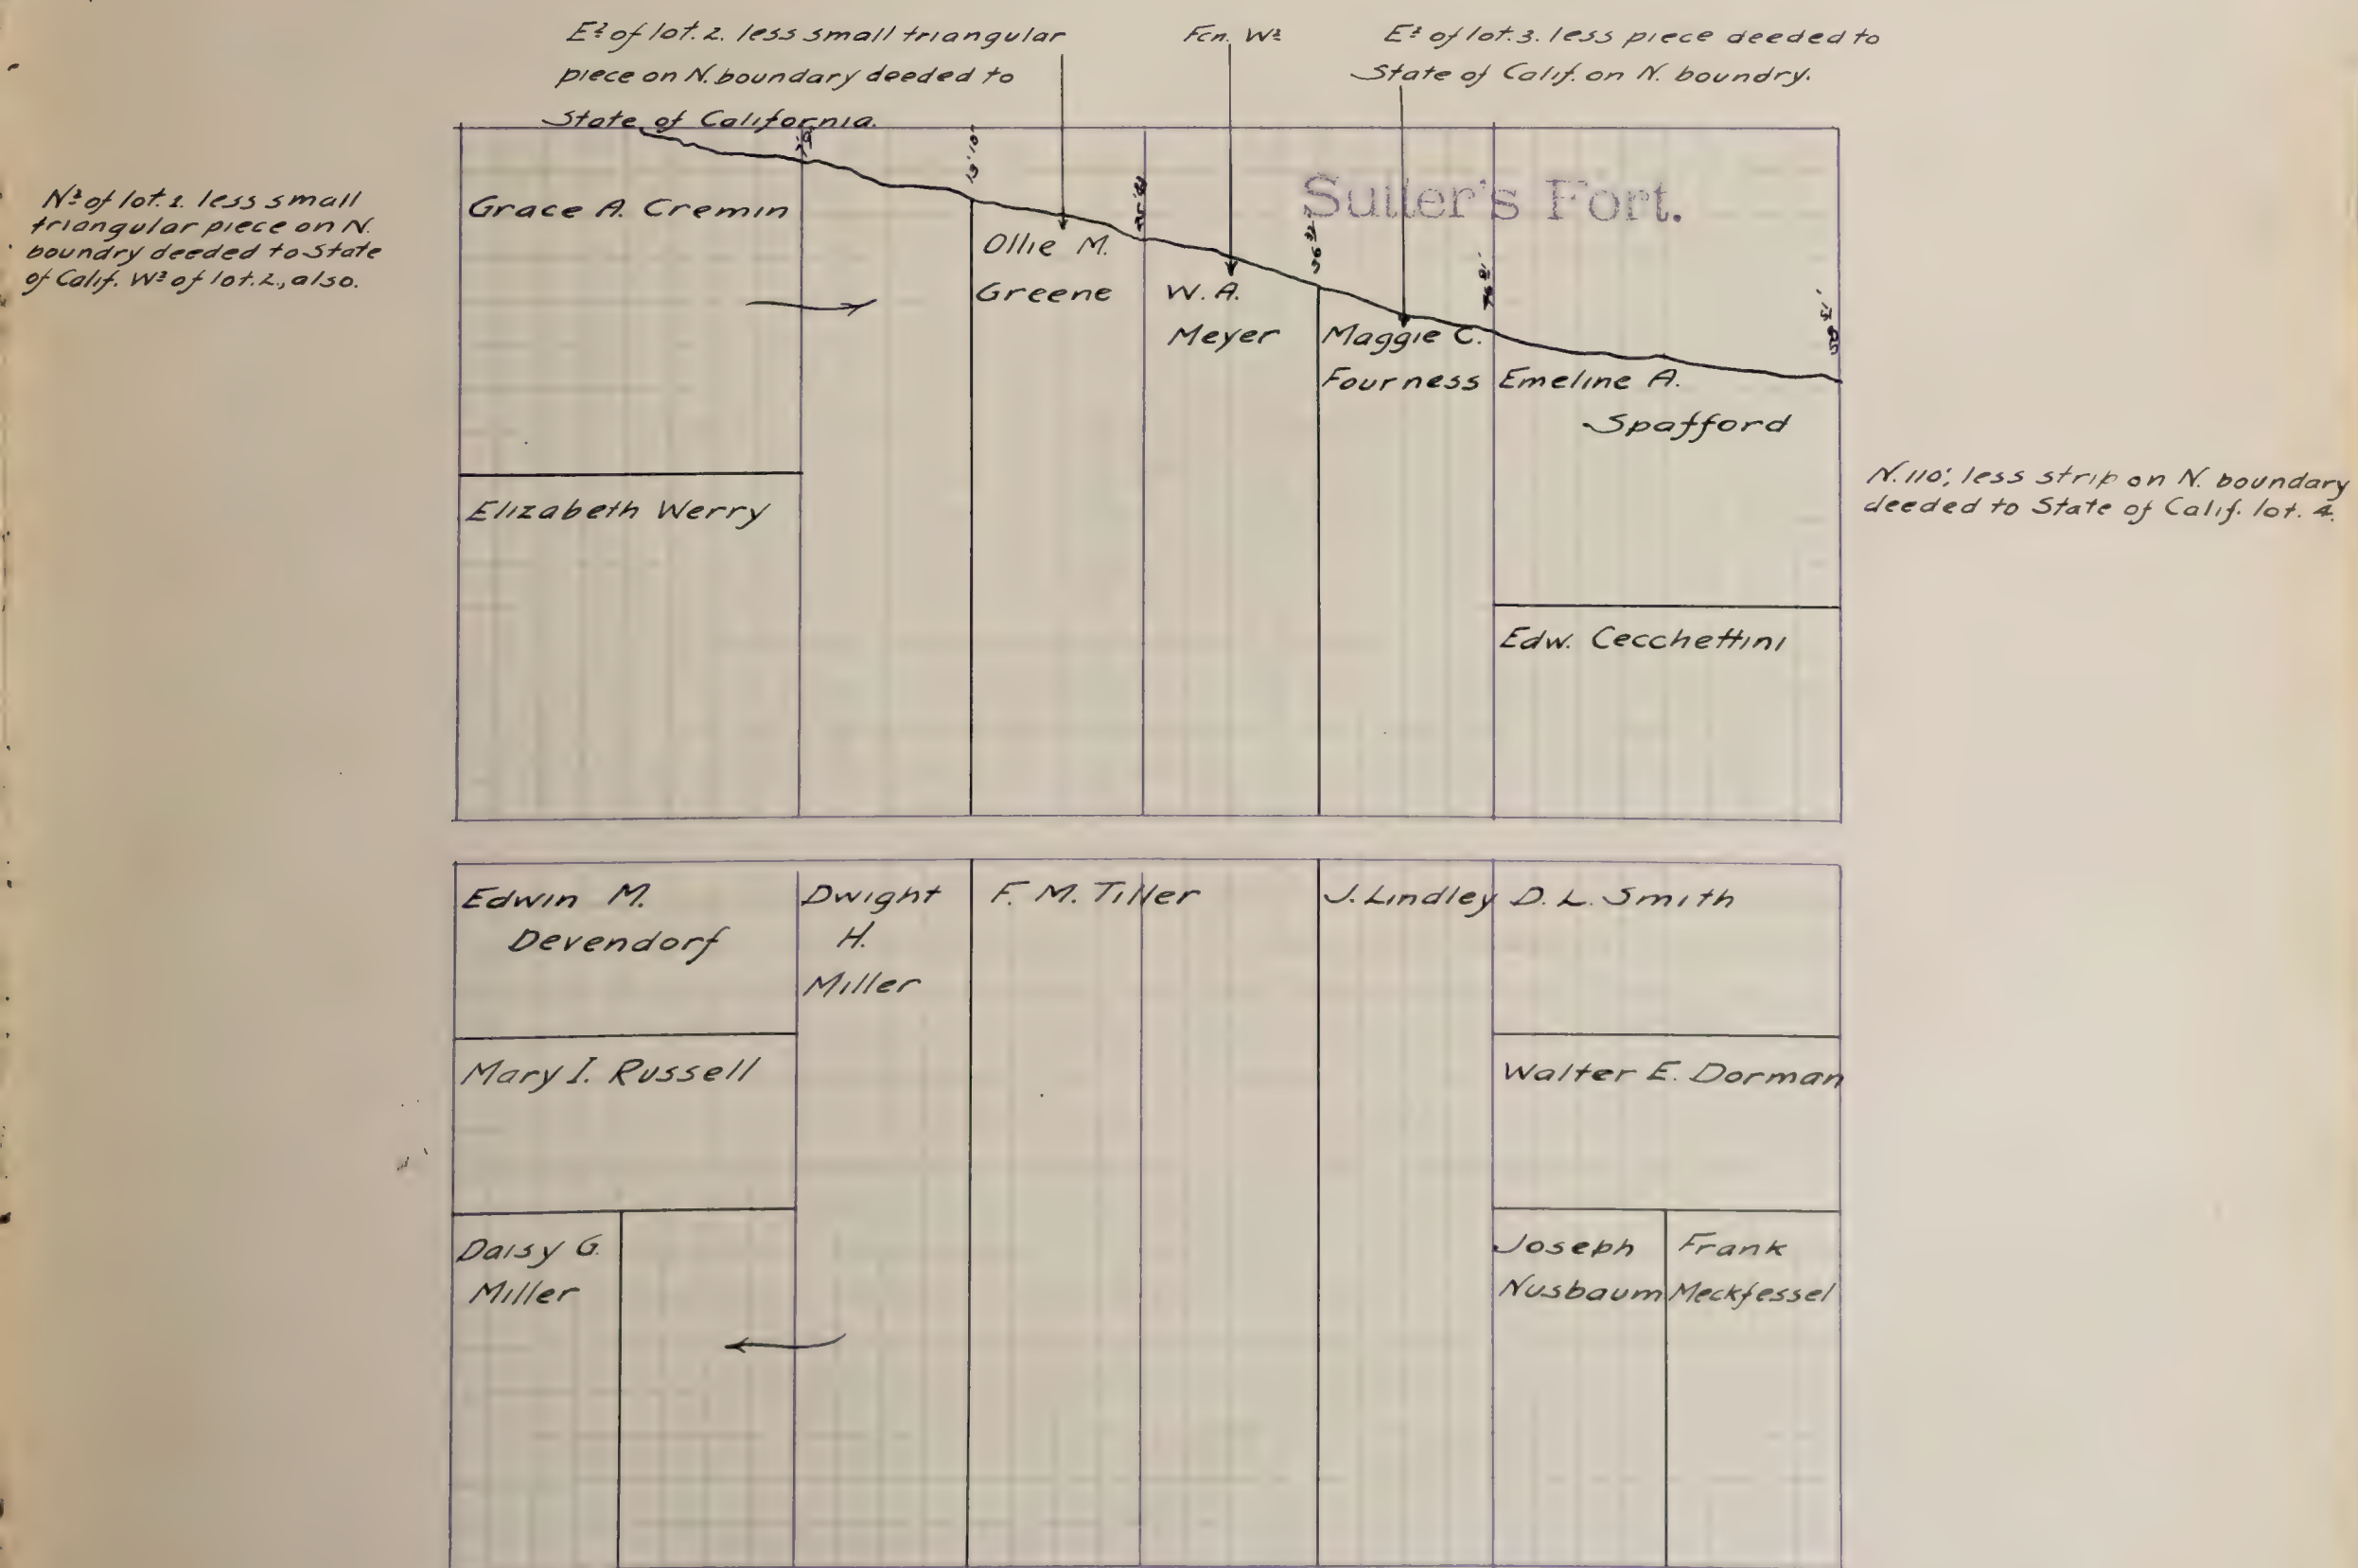 E½ of lot. 2. less small triangular
piece on N. boundary deeded to
State of California.
Fcn. W½
E½ of lot. 3. less piece deeded to
State of Calif. on N. boundry.
N½ of lot. 1. less small
triangular piece on N.
boundry deeded to State
of Calif. W½ of lot. 2., also.
Sutter's Fort.
Grace A. Cremin
Ollie M.
Greene
W. A.
Meyer
Maggie C.
Fourness
Emeline A.
Spafford
N. 110', less strip on N. boundary
deeded to State of Calif. lot. 4.
Elizabeth Werry
Edw. Cecchettini
Edwin M.
Devendorf
Dwight
H.
Miller
F. M. Tiller
J. Lindley
D. L. Smith
Mary I. Russell
Walter E. Dorman
Daisy G.
Miller
Joseph
Nusbaum
Frank
Meckfessel